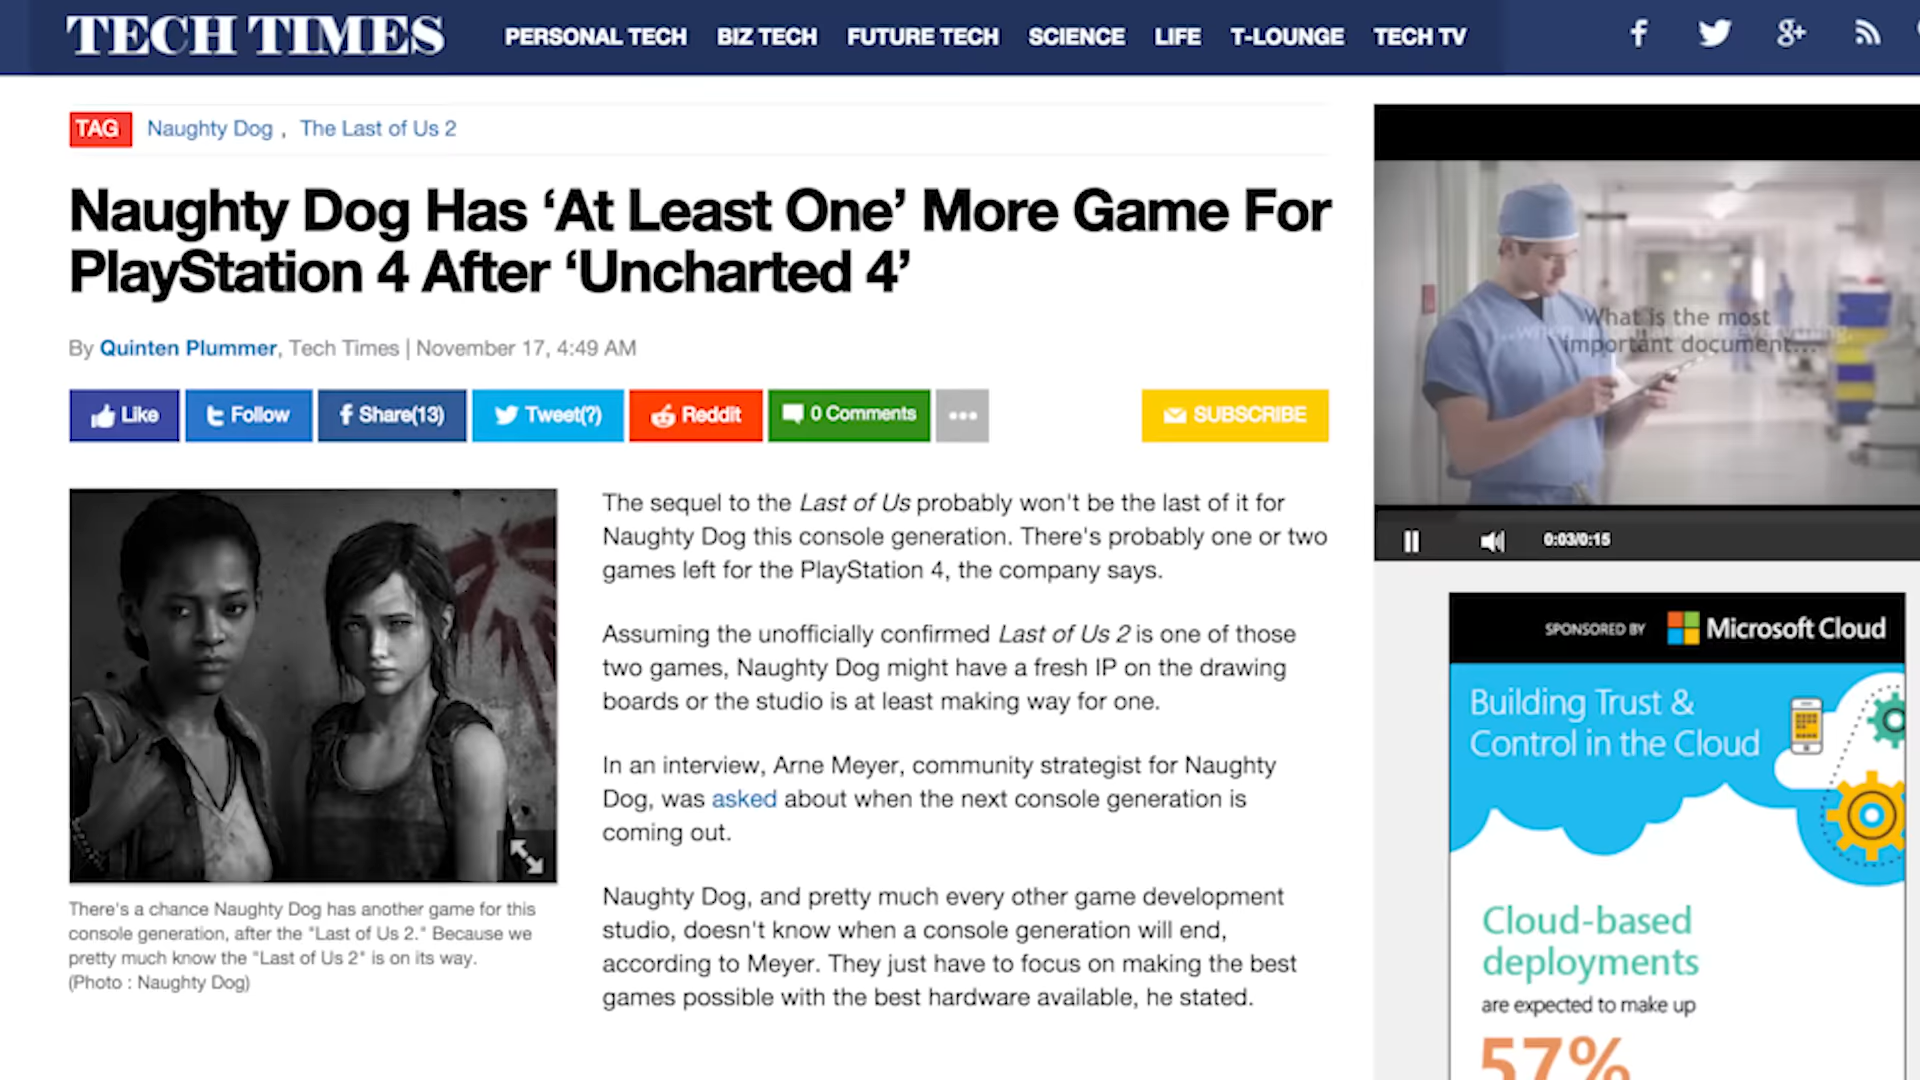 TECH TIMES
PERSONAL TECH BIZ TECH FUTURE TECH SCIENCE LIFE T-LOUNGE TECH TV
TAG Naughty Dog , The Last of Us 2
Naughty Dog Has ‘At Least One’ More Game For
PlayStation 4 After ‘Uncharted 4’
By Quinten Plummer, Tech Times | November 17, 4:49 AM
Like Follow Share(13) Tweet(?) Reddit 0 Comments SUBSCRIBE
There's a chance Naughty Dog has another game for this
console generation, after the "Last of Us 2." Because we
pretty much know the "Last of Us 2" is on its way.
(Photo : Naughty Dog)
The sequel to the Last of Us probably won't be the last of it for
Naughty Dog this console generation. There's probably one or two
games left for the PlayStation 4, the company says.
Assuming the unofficially confirmed Last of Us 2 is one of those
two games, Naughty Dog might have a fresh IP on the drawing
boards or the studio is at least making way for one.
In an interview, Arne Meyer, community strategist for Naughty
Dog, was asked about when the next console generation is
coming out.
Naughty Dog, and pretty much every other game development
studio, doesn't know when a console generation will end,
according to Meyer. They just have to focus on making the best
games possible with the best hardware available, he stated.
What is the most
important document...
0:03/0:15
SPONSORED BY Microsoft Cloud
Building Trust &
Control in the Cloud
Cloud-based
deployments
are expected to make up
57%